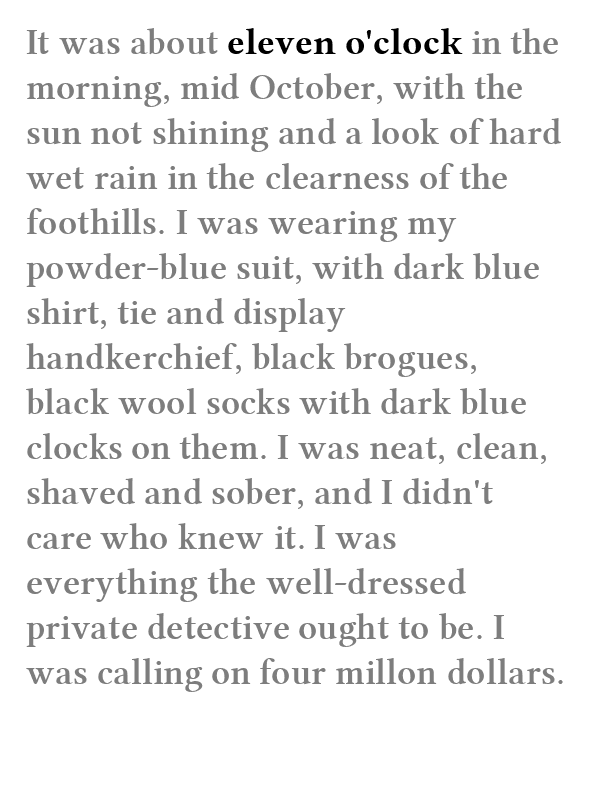 It was about eleven o'clock in the
morning, mid October, with the
sun not shining and a look of hard
wet rain in the clearness of the
foothills. I was wearing my
powder-blue suit, with dark blue
shirt, tie and display
handkerchief, black brogues,
black wool socks with dark blue
clocks on them. I was neat, clean,
shaved and sober, and I didn't
care who knew it. I was
everything the well-dressed
private detective ought to be. I
was calling on four millon dollars.